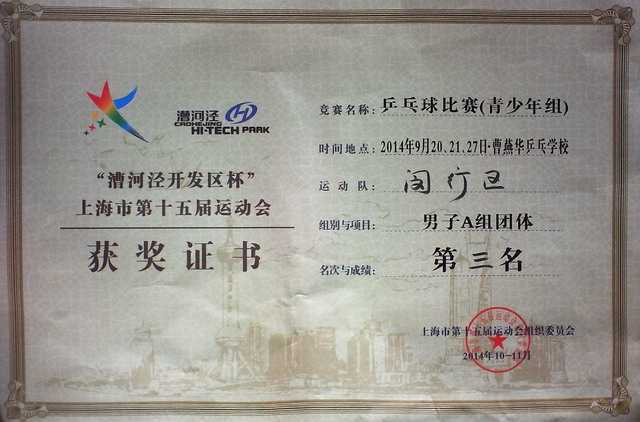 漕河泾
CAOHEJING
HI-TECH PARK
“漕河泾开发区杯”
上海市第十五届运动会
获奖证书
竞赛名称：乒乓球比赛(青少年组)
时间地点：2014年9月20、21、27日·曹燕华乒乓学校
运动队：闵行区
组别与项目：男子A组团体
名次与成绩：第三名
上海市第十五届运动会组织委员会
2014年10-11月